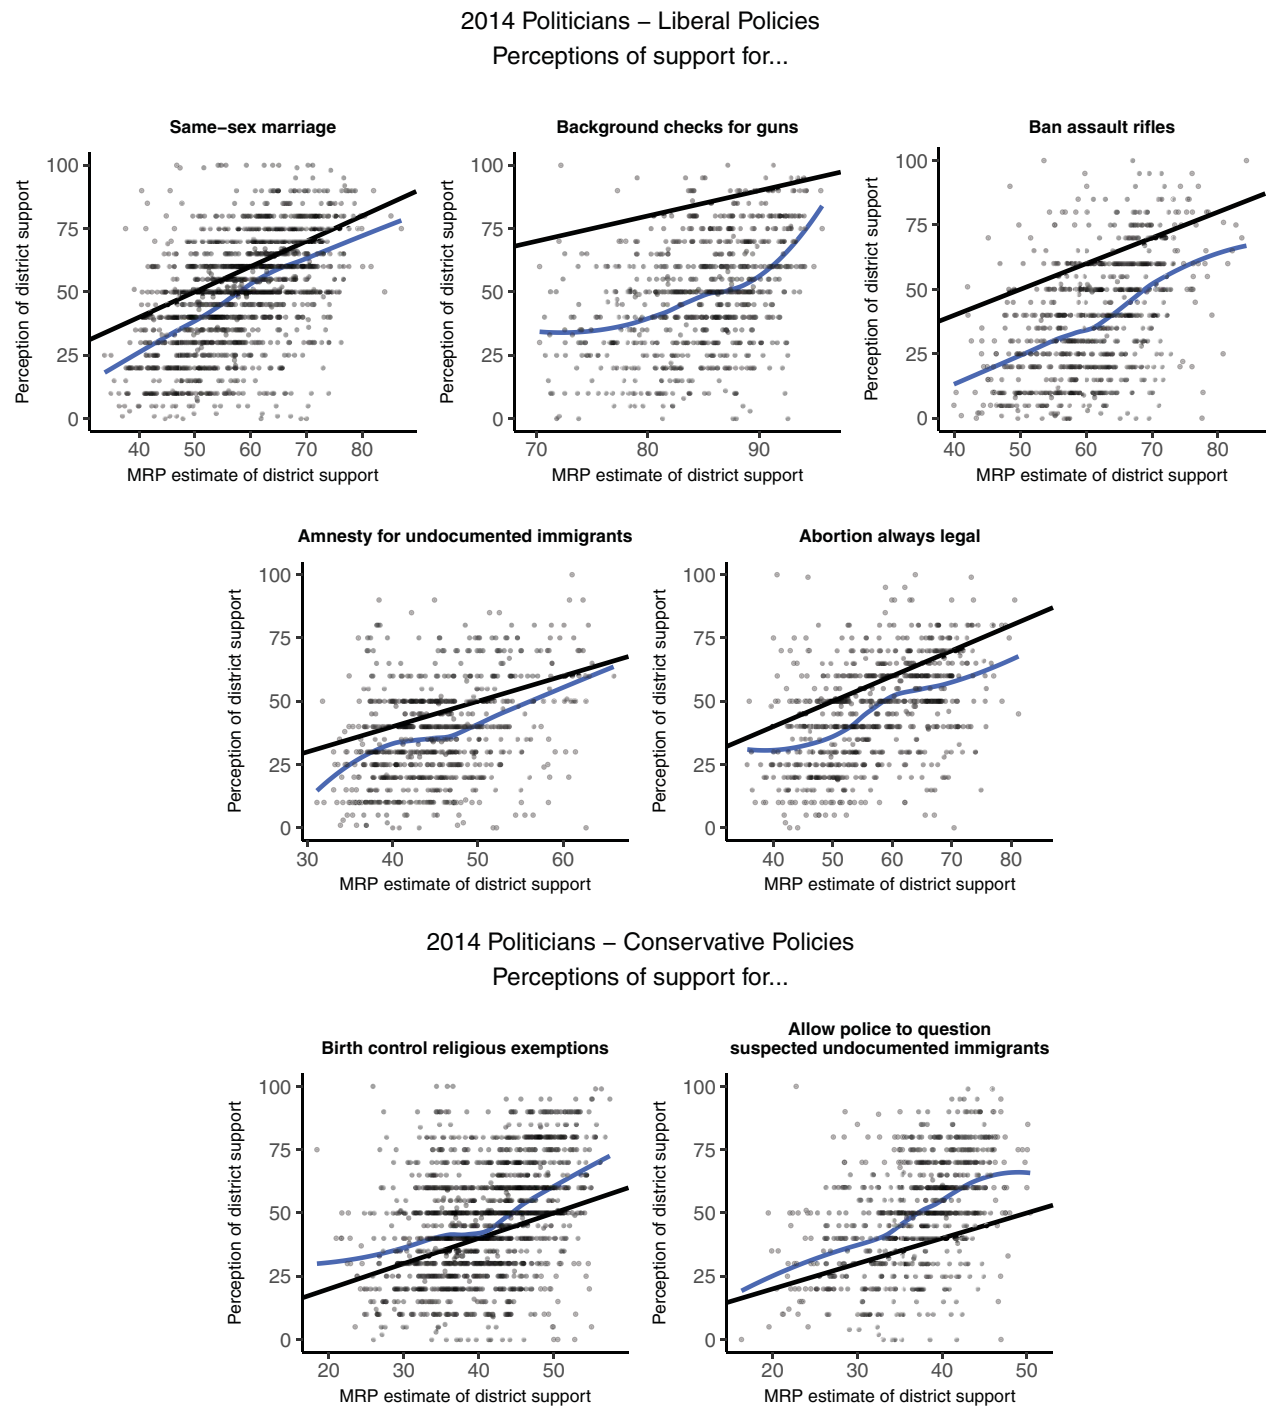 2014 Politicians − Liberal Policies
Perceptions of support for...
Same−sex marriage
Perception of district support
100
75
50
25
0
40 50 60 70 80
MRP estimate of district support
Background checks for guns
Perception of district support
100
75
50
25
0
70 80 90
MRP estimate of district support
Ban assault rifles
Perception of district support
100
75
50
25
0
40 50 60 70 80
MRP estimate of district support
Amnesty for undocumented immigrants
Perception of district support
100
75
50
25
0
30 40 50 60
MRP estimate of district support
Abortion always legal
Perception of district support
100
75
50
25
0
40 50 60 70 80
MRP estimate of district support
2014 Politicians − Conservative Policies
Perceptions of support for...
Birth control religious exemptions
Perception of district support
100
75
50
25
0
20 30 40 50
MRP estimate of district support
Allow police to question
suspected undocumented immigrants
Perception of district support
100
75
50
25
0
20 30 40 50
MRP estimate of district support